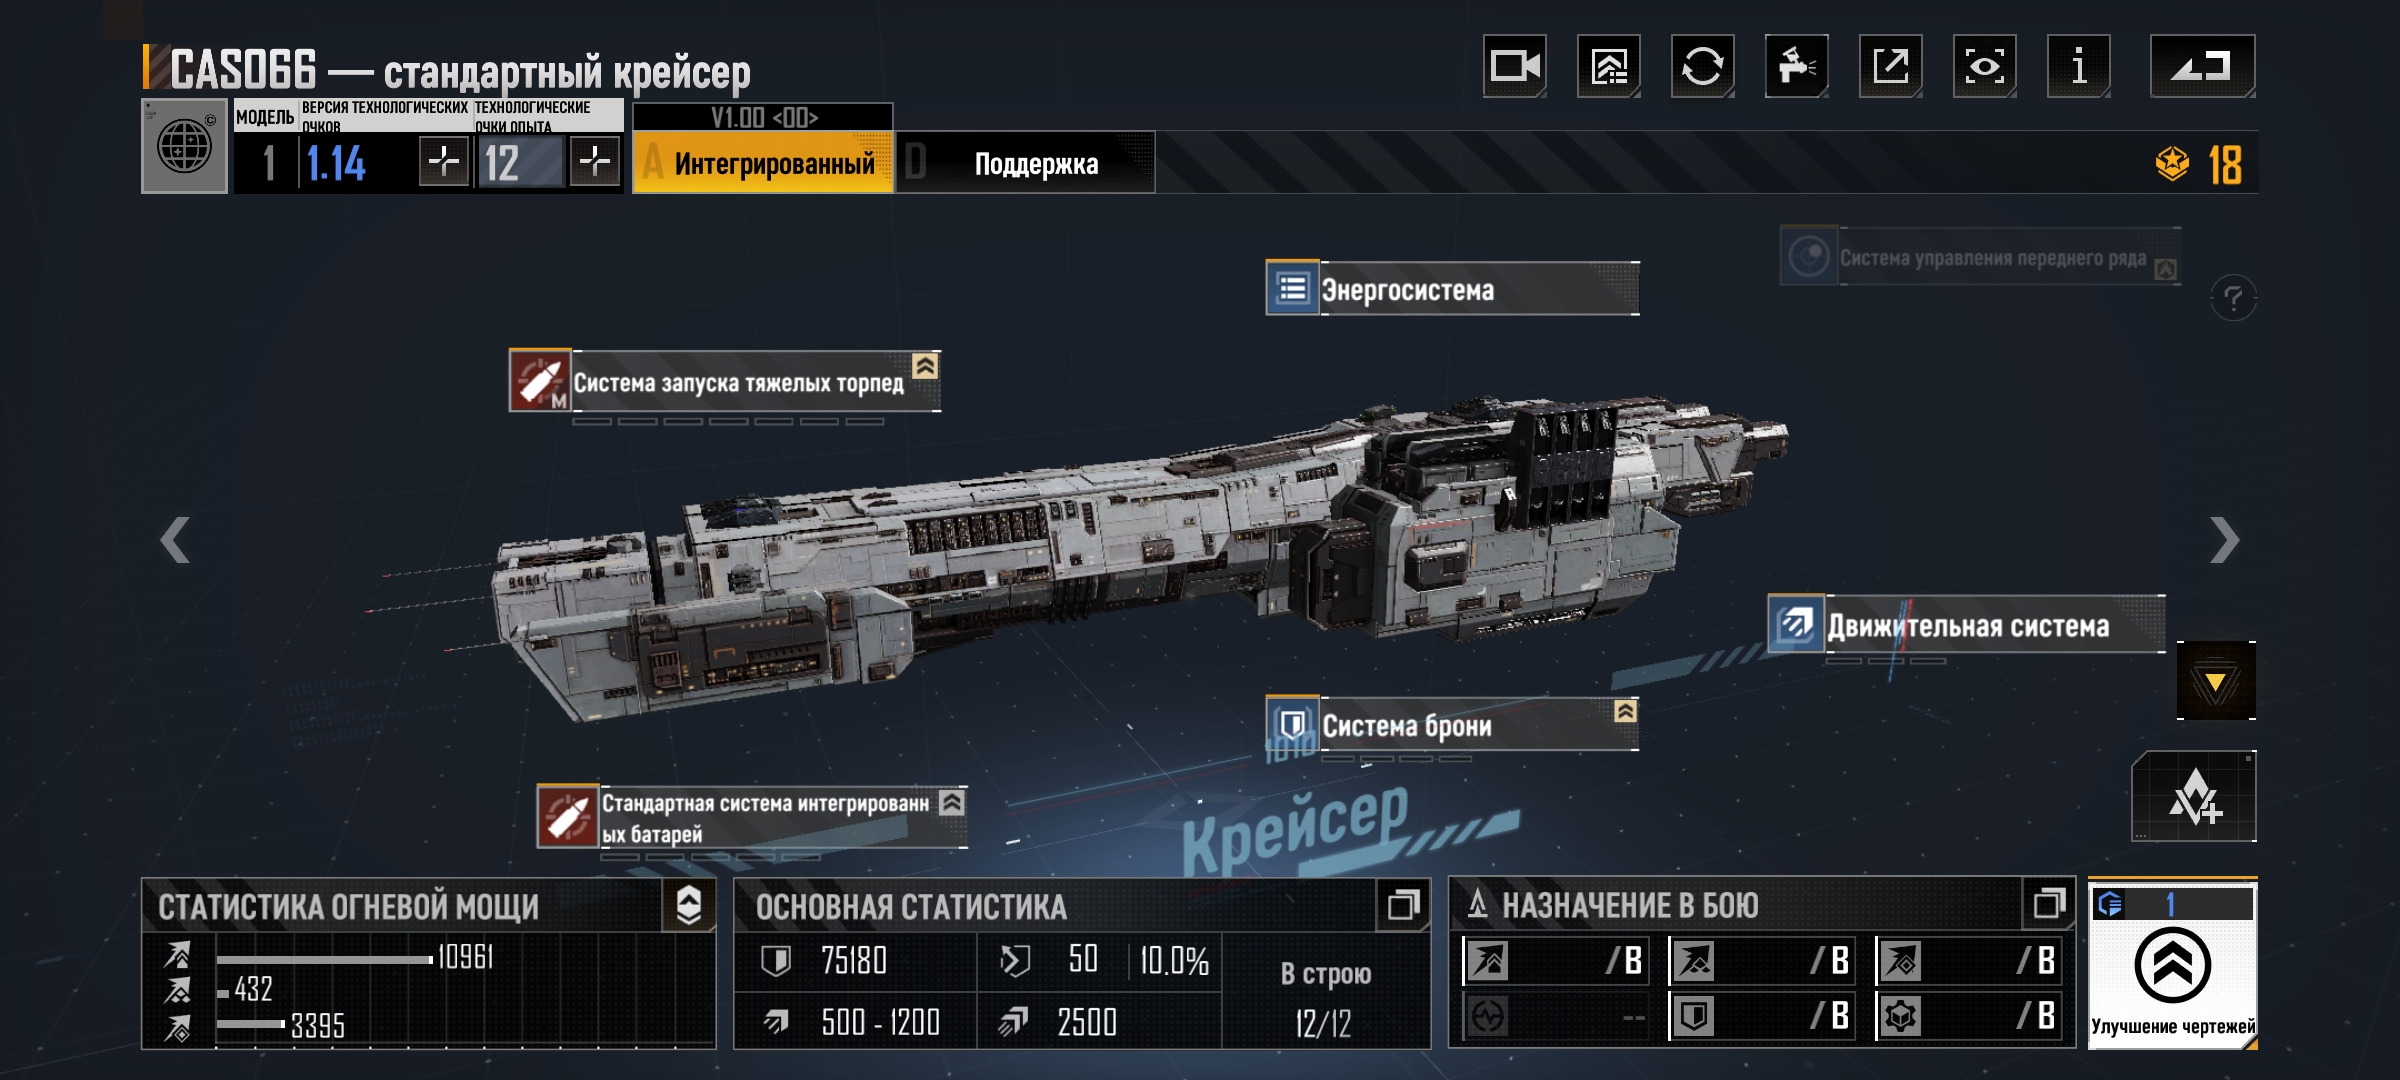 CAS066 — стандартный крейсер
МОДЕЛЬ
ВЕРСИЯ ТЕХНОЛОГИЧЕСКИХ ОЧКОВ
ТЕХНОЛОГИЧЕСКИЕ ОЧКИ ОПЫТА
1
1.14
12
V1.00 <00>
A Интегрированный
D Поддержка
18
Система управления переднего ряда
?
Энергосистема
M
Система запуска тяжелых торпед
Движительная система
Система брони
1010
Стандартная система интегрированн
ых батарей
Крейсер
СТАТИСТИКА ОГНЕВОЙ МОЩИ
10961
432
3395
ОСНОВНАЯ СТАТИСТИКА
75180
50
10.0%
500 - 1200
2500
В строю
12/12
НАЗНАЧЕНИЕ В БОЮ
/B
/B
/B
--
/B
/B
1
Улучшение чертежей